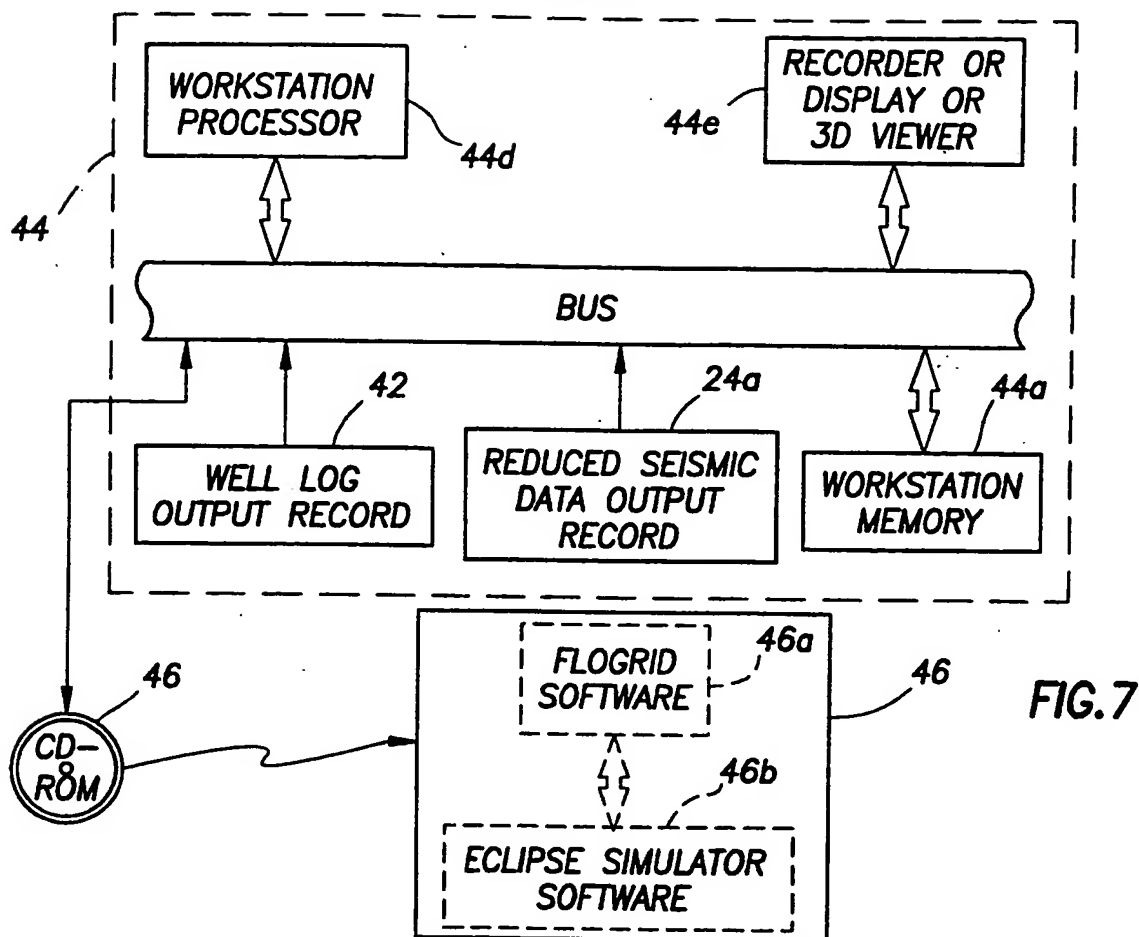 WORKSTATION
PROCESSOR
44d
RECORDER OR
DISPLAY OR
3D VIEWER
44e
44
BUS
42
WELL LOG
OUTPUT RECORD
24a
REDUCED SEISMIC
DATA OUTPUT
RECORD
44a
WORKSTATION
MEMORY
46
CD-
ROM
FLOGRID
SOFTWARE
46a
46
46b
ECLIPSE SIMULATOR
SOFTWARE
FIG.7